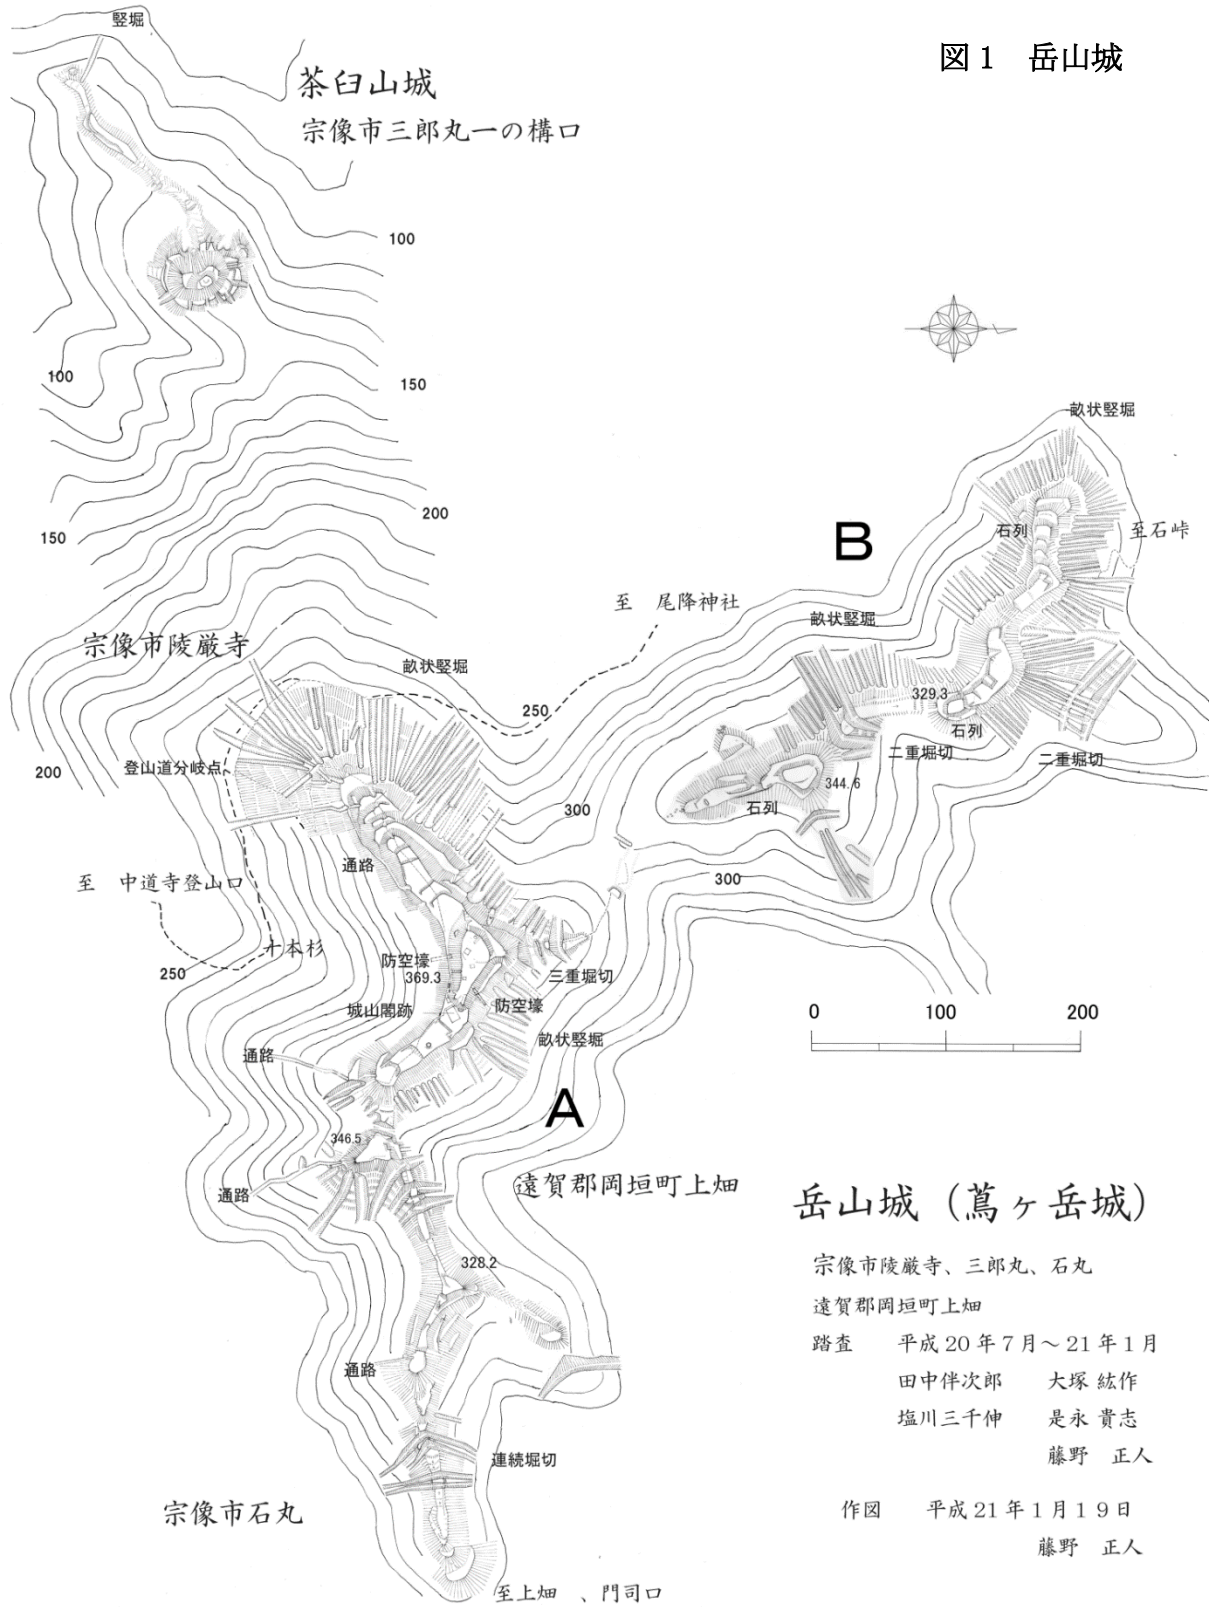 図1 岳山城
竪堀
茶臼山城
宗像市三郎丸一の構口
100
100
150
150
200
B
畝状竪堀
石列
至石峠
至 尾降神社
畝状竪堀
宗像市陵厳寺
畝状竪堀
250
329.3
石列
二重堀切
二重堀切
200
登山道分岐点
344.6
石列
300
通路
300
至 中道寺登山口
十本杉
250
防空壕
369.3
三重堀切
城山閣跡
防空壕
畝状竪堀
通路
0 100 200
A
346.5
通路
遠賀郡岡垣町上畑
328.2
通路
連続堀切
宗像市石丸
至上畑 、門司口
岳山城(蔦ヶ岳城)
宗像市陵厳寺、三郎丸、石丸
遠賀郡岡垣町上畑
踏査 平成20年7月~21年1月
田中伴次郎 大塚 紘作
塩川三千伸 是永 貴志
藤野 正人
作図 平成21年1月19日
藤野 正人